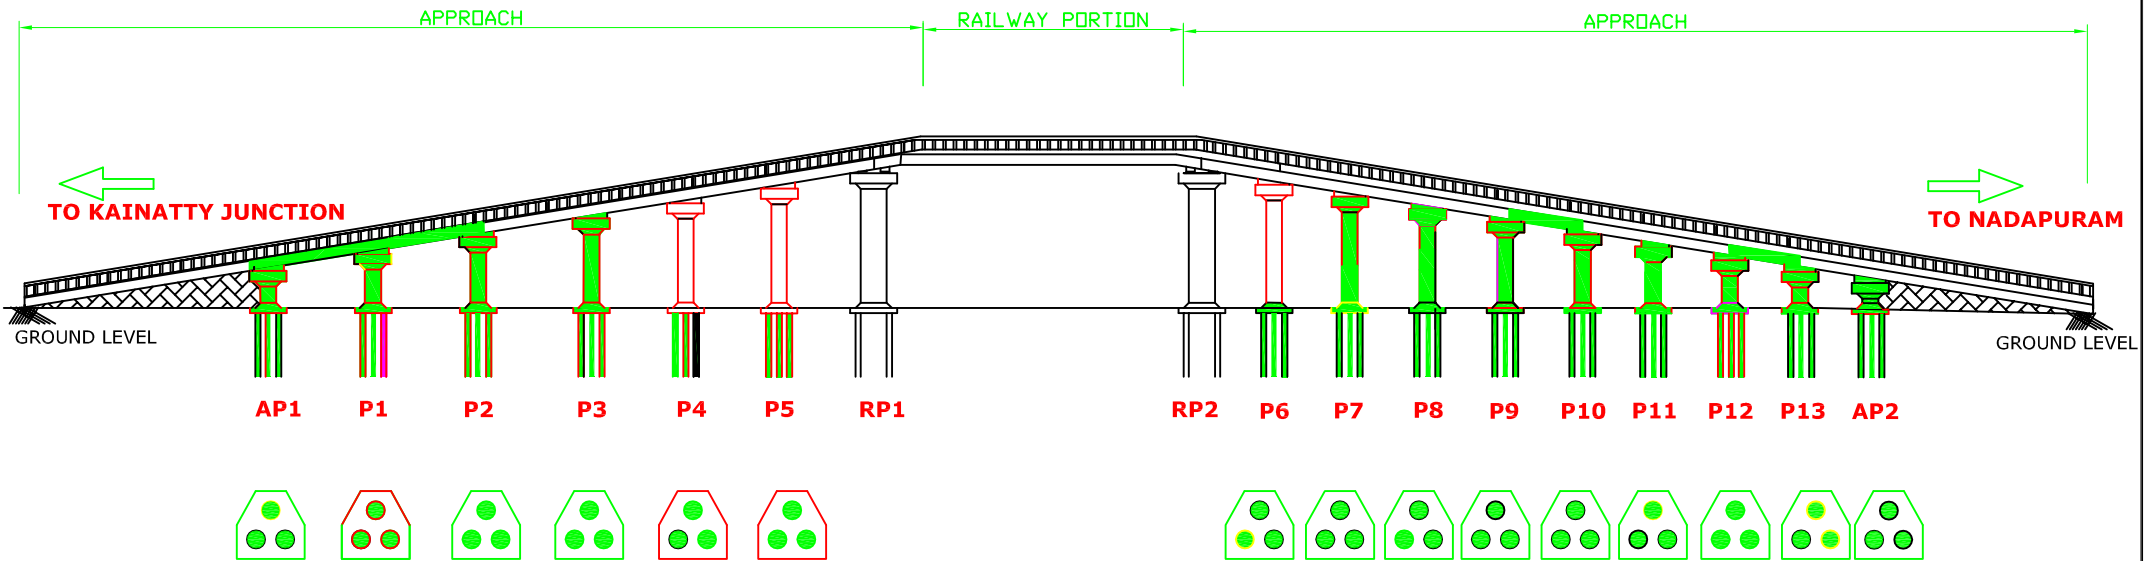 APPROACH
RAILWAY PORTION
APPROACH
TO KAINATTY JUNCTION
TO NADAPURAM
GROUND LEVEL
GROUND LEVEL
AP1 P1 P2 P3 P4 P5 RP1 RP2 P6 P7 P8 P9 P10 P11 P12 P13 AP2